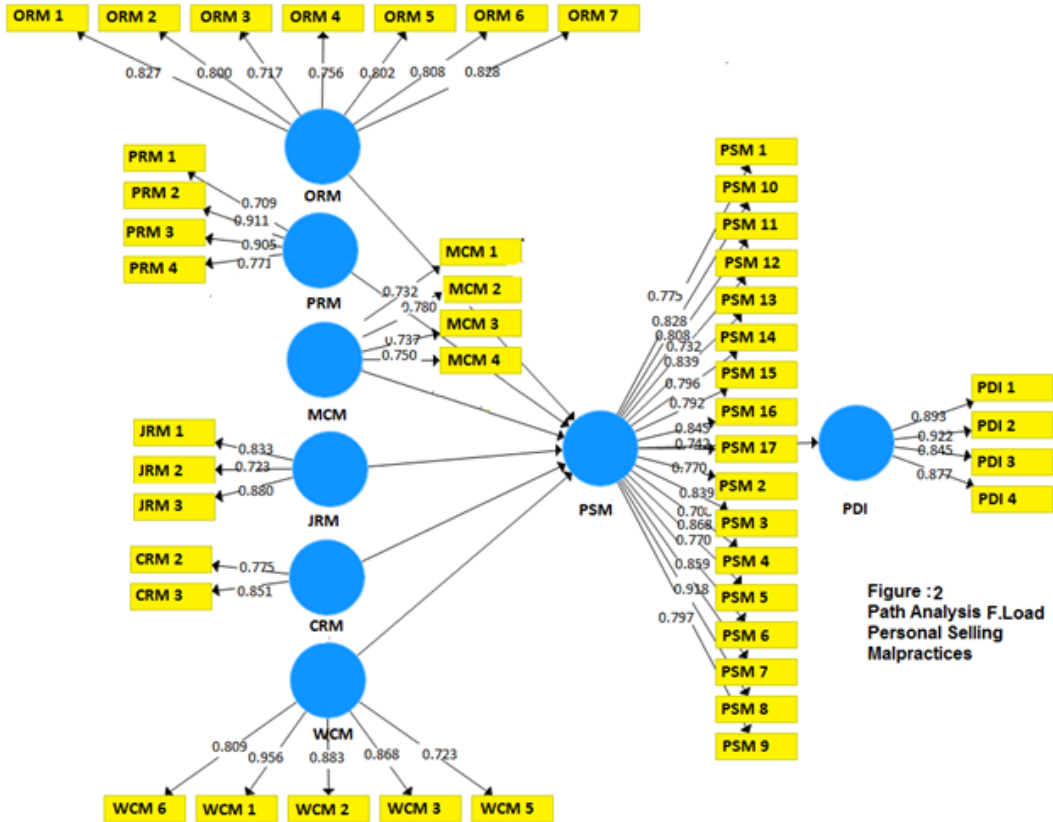 ORM 1
ORM 2
ORM 3
ORM 4
ORM 5
ORM 6
ORM 7
0.827
0.800
0.717
0.756
0.802
0.808
0.828
ORM
PRM 1
PRM 2
PRM 3
PRM 4
0.709
0.911
0.905
0.771
PRM
MCM 1
MCM 2
MCM 3
MCM 4
0.732
0.780
0.737
0.750
MCM
JRM 1
JRM 2
JRM 3
0.833
0.723
0.880
JRM
CRM 2
CRM 3
0.775
0.851
CRM
WCM
0.809
0.956
0.883
0.868
0.723
WCM 6
WCM 1
WCM 2
WCM 3
WCM 5
PSM
PSM 1
PSM 10
PSM 11
PSM 12
PSM 13
PSM 14
PSM 15
PSM 16
PSM 17
PSM 2
PSM 3
PSM 4
PSM 5
PSM 6
PSM 7
PSM 8
PSM 9
0.775
0.828
0.808
0.732
0.839
0.796
0.792
0.845
0.742
0.770
0.839
0.868
0.770
0.859
0.918
0.797
PDI
0.893
0.922
0.845
0.877
PDI 1
PDI 2
PDI 3
PDI 4
Figure :2
Path Analysis F.Load
Personal Selling
Malpractices